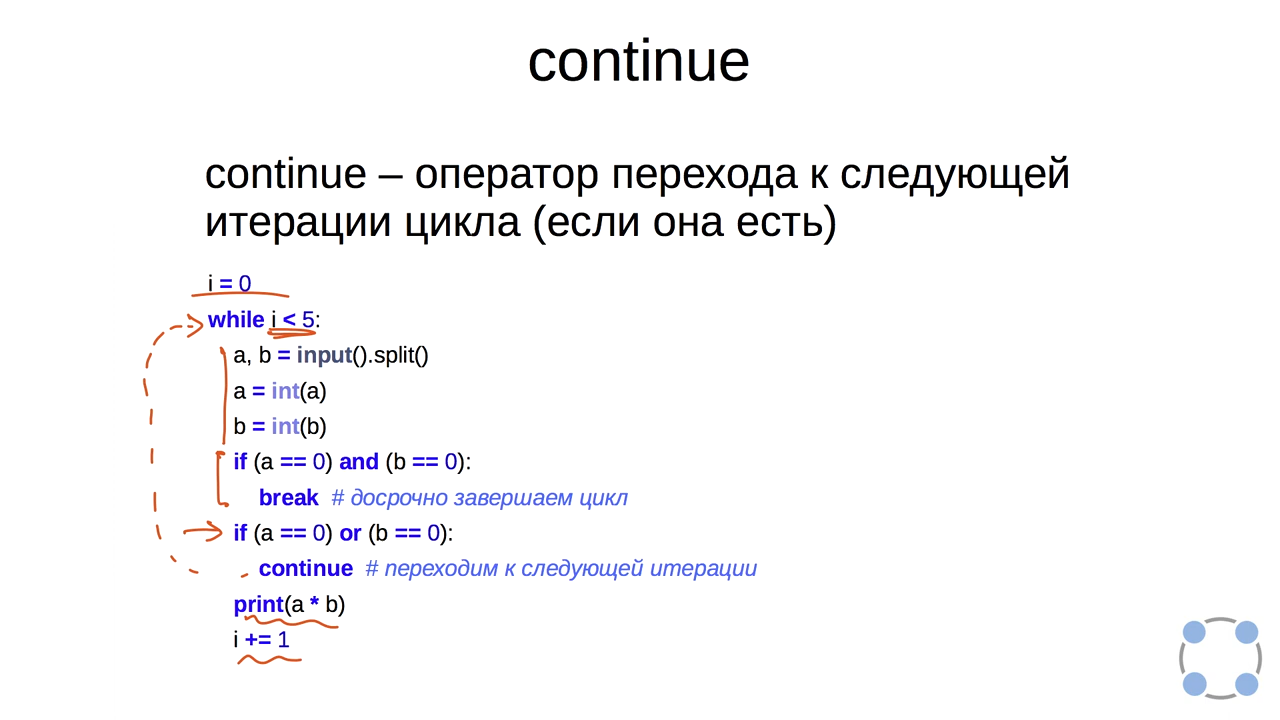 continue
continue – оператор перехода к следующей
итерации цикла (если она есть)
i = 0
while i < 5:
a, b = input().split()
a = int(a)
b = int(b)
if (a == 0) and (b == 0):
break # досрочно завершаем цикл
if (a == 0) or (b == 0):
continue # переходим к следующей итерации
print(a * b)
i += 1